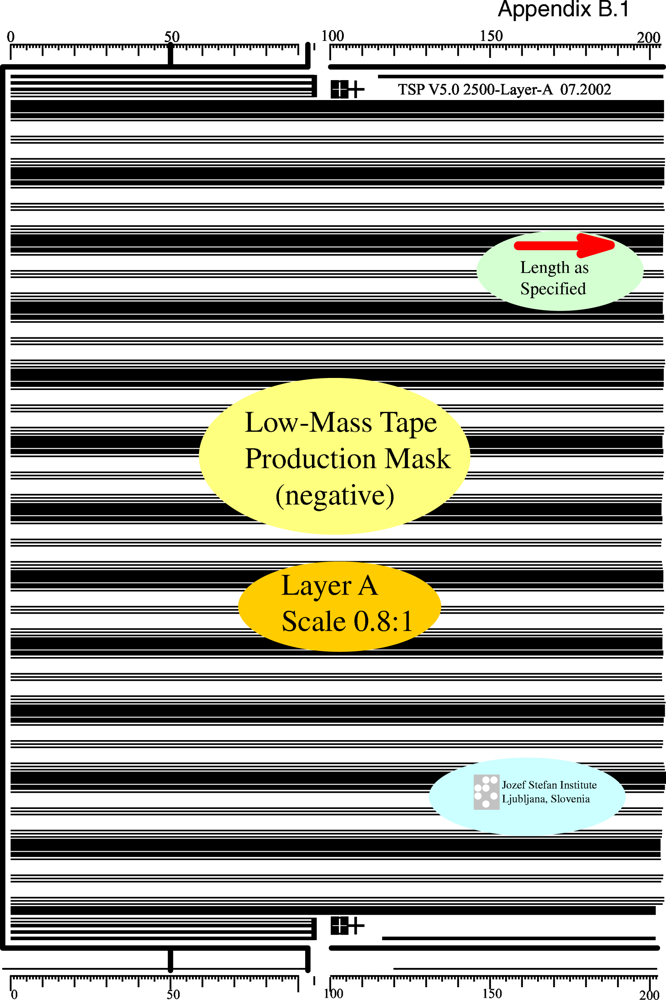 Appendix B.1
0 50 100 150 200
TSP V5.0 2500-Layer-A 07.2002
Length as
Specified
Low-Mass Tape
Production Mask
(negative)
Layer A
Scale 0.8:1
Jozef Stefan Institute
Ljubljana, Slovenia
0 50 100 150 200